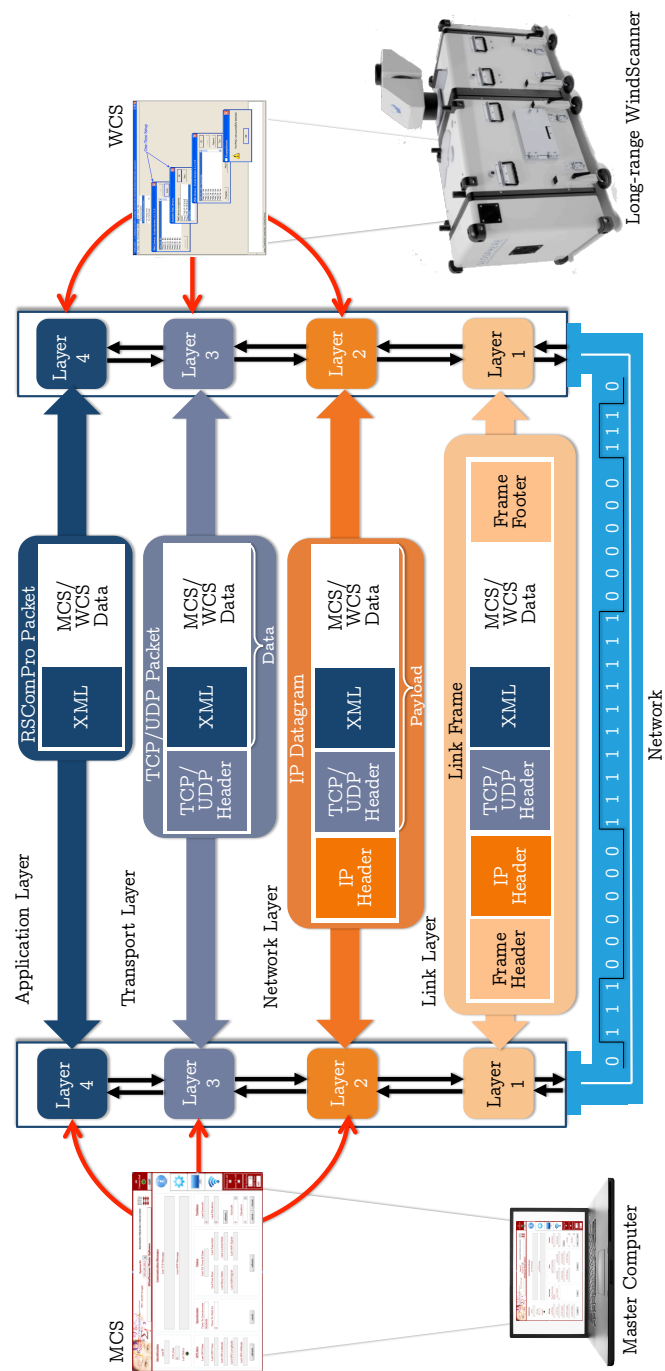 MCS
WCS
Application Layer
RSComPro Packet
Layer
4
XML
MCS/
WCS
Data
Layer
4
Transport Layer
TCP/UDP Packet
Layer
3
TCP/
UDP
Header
XML
MCS/
WCS
Data
Layer
3
Data
Network Layer
IP Datagram
Layer
2
IP
Header
TCP/
UDP
Header
XML
MCS/
WCS
Data
Layer
2
Payload
Link Layer
Link Frame
Layer
1
Frame
Header
IP
Header
TCP/
UDP
Header
XML
MCS/
WCS
Data
Frame
Footer
Layer
1
Network
Master Computer
Long-range WindScanner